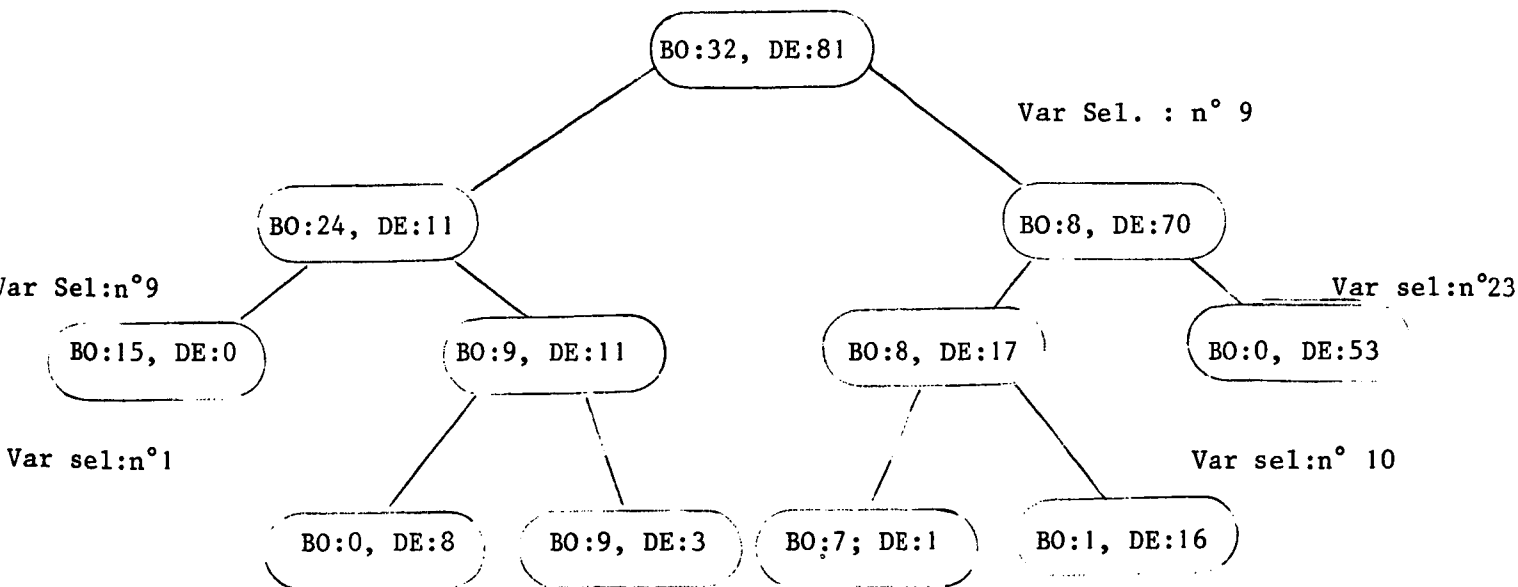 BO:32, DE:81
Var Sel. : n° 9
BO:24, DE:11
BO:8, DE:70
Var Sel:n°9
Var sel:n°23
BO:15, DE:0
BO:9, DE:11
BO:8, DE:17
BO:0, DE:53
Var sel:n°1
Var sel:n° 10
BO:0, DE:8
BO:9, DE:3
BO:7; DE:1
BO:1, DE:16